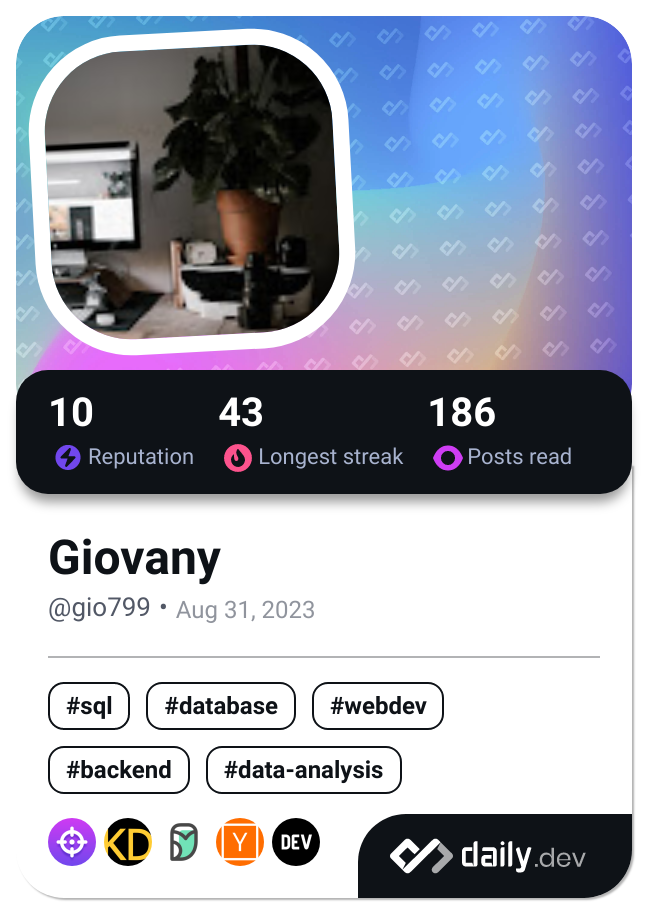 10 43 186
Reputation Longest streak Posts read
Giovany
@gio799 • Aug 31, 2023
#sql #database #webdev
#backend #data-analysis
KD Y DEV daily.dev